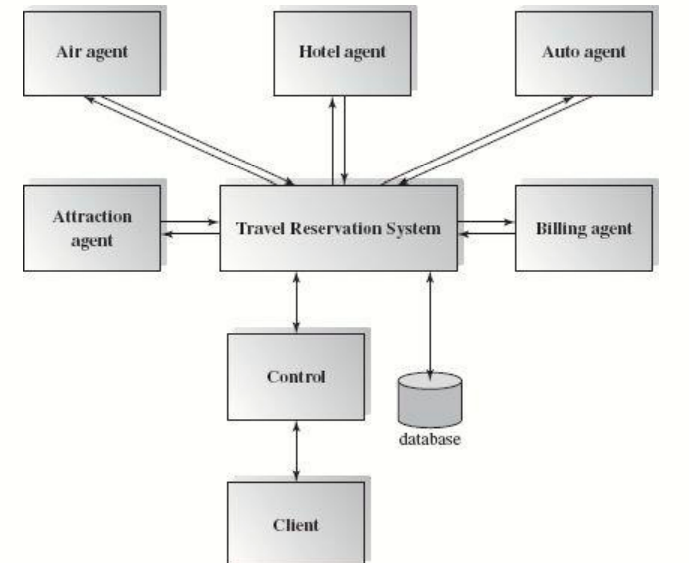 Air agent
Hotel agent
Auto agent
Attraction
agent
Travel Reservation System
Billing agent
Control
database
Client